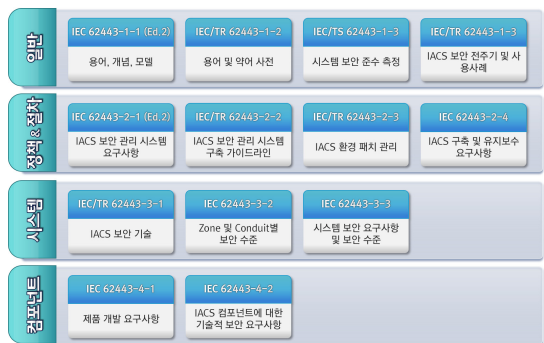 일반
IEC 62443-1-1 (Ed.2)
용어, 개념, 모델
IEC/TR 62443-1-2
용어 및 약어 사전
IEC/TS 62443-1-3
시스템 보안 준수 측정
IEC/TR 62443-1-3
IACS 보안 전주기 및 사
용사례
정책 & 절차
IEC 62443-2-1 (Ed.2)
IACS 보안 관리 시스템
요구사항
IEC/TR 62443-2-2
IACS 보안 관리 시스템
구축 가이드라인
IEC/TR 62443-2-3
IACS 환경 패치 관리
IEC 62443-2-4
IACS 구축 및 유지보수
요구사항
시스템
IEC/TR 62443-3-1
IACS 보안 기술
IEC 62443-3-2
Zone 및 Conduit별
보안 수준
IEC 62443-3-3
시스템 보안 요구사항
및 보안 수준
컴포넌트
IEC 62443-4-1
제품 개발 요구사항
IEC 62443-4-2
IACS 컴포넌트에 대한
기술적 보안 요구사항